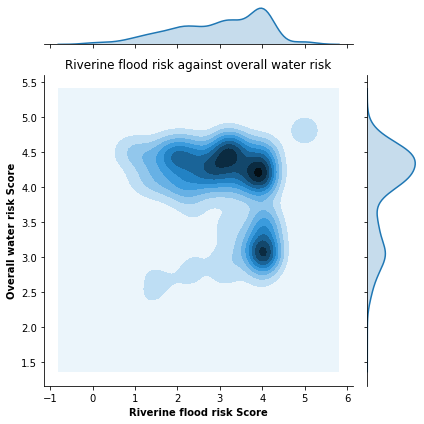 Riverine flood risk against overall water risk
5.5
5.0
4.5
4.0
3.5
3.0
2.5
2.0
1.5
Overall water risk Score
−1 0 1 2 3 4 5 6
Riverine flood risk Score